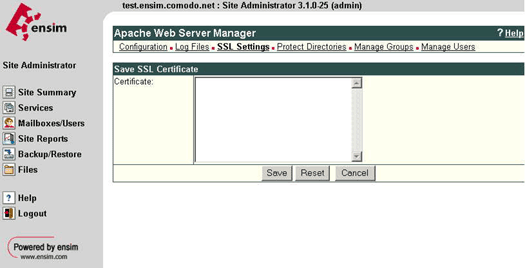 test.ensim.comodo.net : Site Administrator 3.1.0-25 (admin)
ensim
Apache Web Server Manager
? Help
Configuration • Log Files • SSL Settings • Protect Directories • Manage Groups • Manage Users
Site Administrator
Save SSL Certificate
Certificate:
Site Summary
Services
Mailboxes/Users
Site Reports
Backup/Restore
Files
Save Reset Cancel
? Help
Logout
Powered by ensim
www.ensim.com